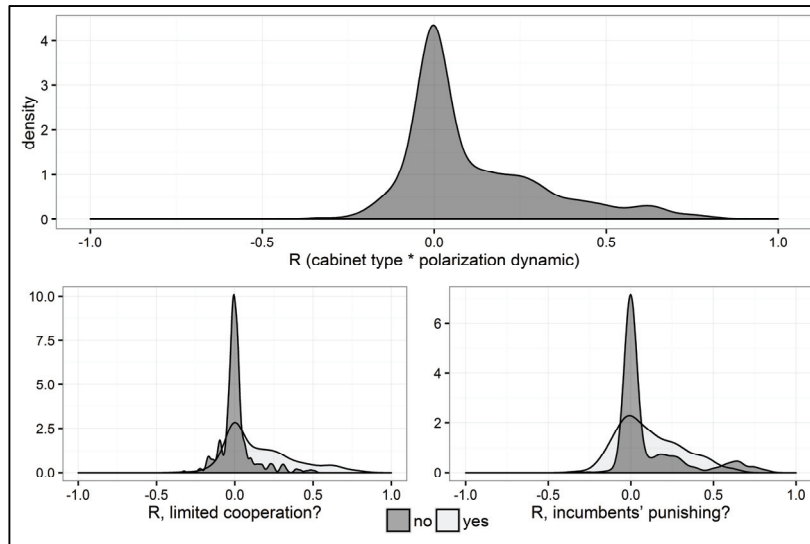 density
4
3
2
1
0
-1.0 -0.5 0.0 0.5 1.0
R (cabinet type * polarization dynamic)
10.0
7.5
5.0
2.5
0.0
-1.0 -0.5 0.0 0.5 1.0
R, limited cooperation?
6
4
2
0
-1.0 -0.5 0.0 0.5 1.0
R, incumbents' punishing?
no yes